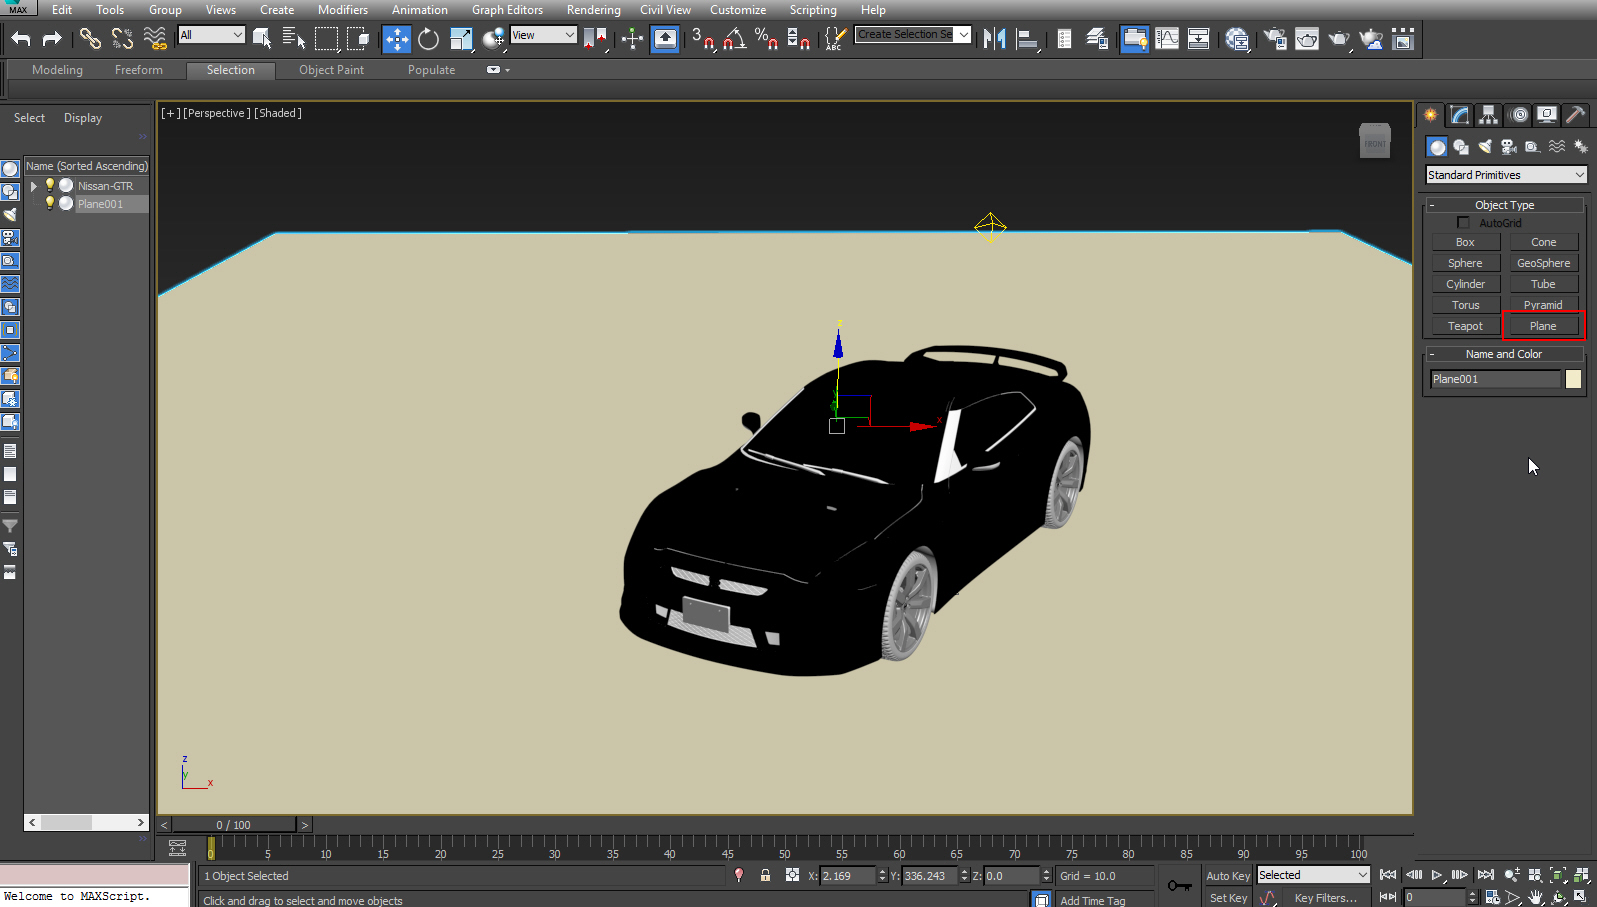 MAX Edit Tools Group Views Create Modifiers Animation Graph Editors Rendering Civil View Customize Scripting Help
All View 3 % ABC Create Selection Se
Modeling Freeform Selection Object Paint Populate
Select Display
Name (Sorted Ascending)
Nissan-GTR
Plane001
[+] [Perspective] [Shaded]
FRONT
z
y
x
z
y
x
Standard Primitives
- Object Type
AutoGrid
Box Cone
Sphere GeoSphere
Cylinder Tube
Torus Pyramid
Teapot Plane
- Name and Color
Plane001
< 0 / 100 >
0 5 10 15 20 25 30 35 40 45 50 55 60 65 70 75 80 85 90 95 100
1 Object Selected X: 2.169 Y: 336.243 Z: 0.0 Grid = 10.0 Auto Key Selected
Welcome to MAXScript. Click and drag to select and move objects Add Time Tag Set Key Key Filters... 0